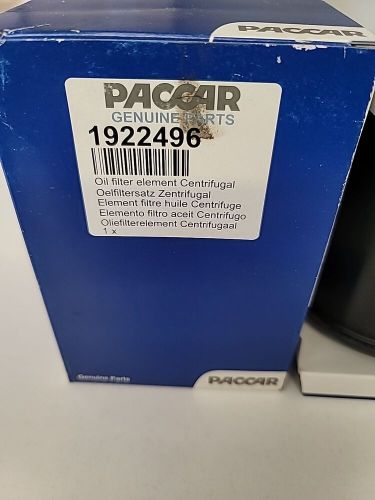 PACCAR
GENUINE PARTS
1922496
Oil filter element Centrifugal
Oelfiltersatz Zentrifugal
Element filtre huile Centrifuge
Elemento filtro aceit Centrifugo
Oliefilterelement Centrifugaal
1 x
Genuine Parts
PACCAR